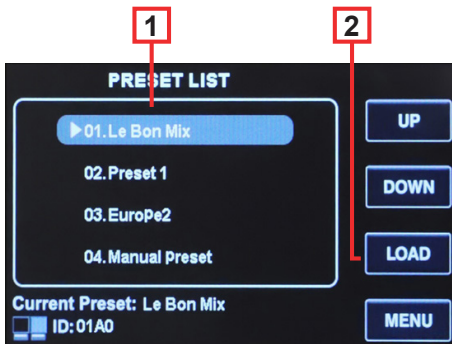 1
2
PRESET LIST
01.Le Bon Mix
02.Preset 1
03.EuroPe2
04.Manual Preset
UP
DOWN
LOAD
MENU
Current Preset: Le Bon Mix
ID:01A0